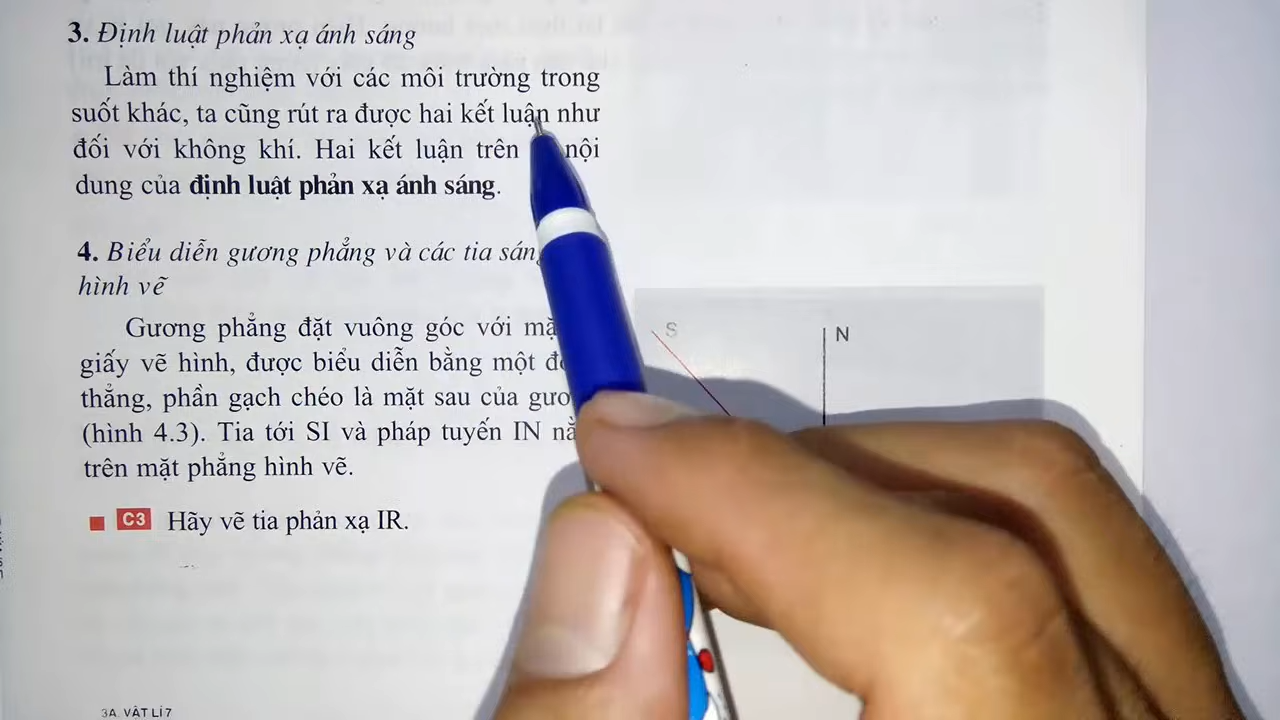 3. Định luật phản xạ ánh sáng
Làm thí nghiệm với các môi trường trong
suốt khác, ta cũng rút ra được hai kết luận như
đối với không khí. Hai kết luận trên nội
dung của định luật phản xạ ánh sáng.
4. Biểu diễn gương phẳng và các tia
hình vẽ
Gương phẳng đặt vuông góc với
giấy vẽ hình, được biểu diễn bằng một
thẳng, phần gạch chéo là mặt sau của
(hình 4.3). Tia tới SI và pháp tuyến IN
trên mặt phẳng hình vẽ.
C3 Hãy vẽ tia phản xạ IR.
S
N
3A VẬT LÍ 7